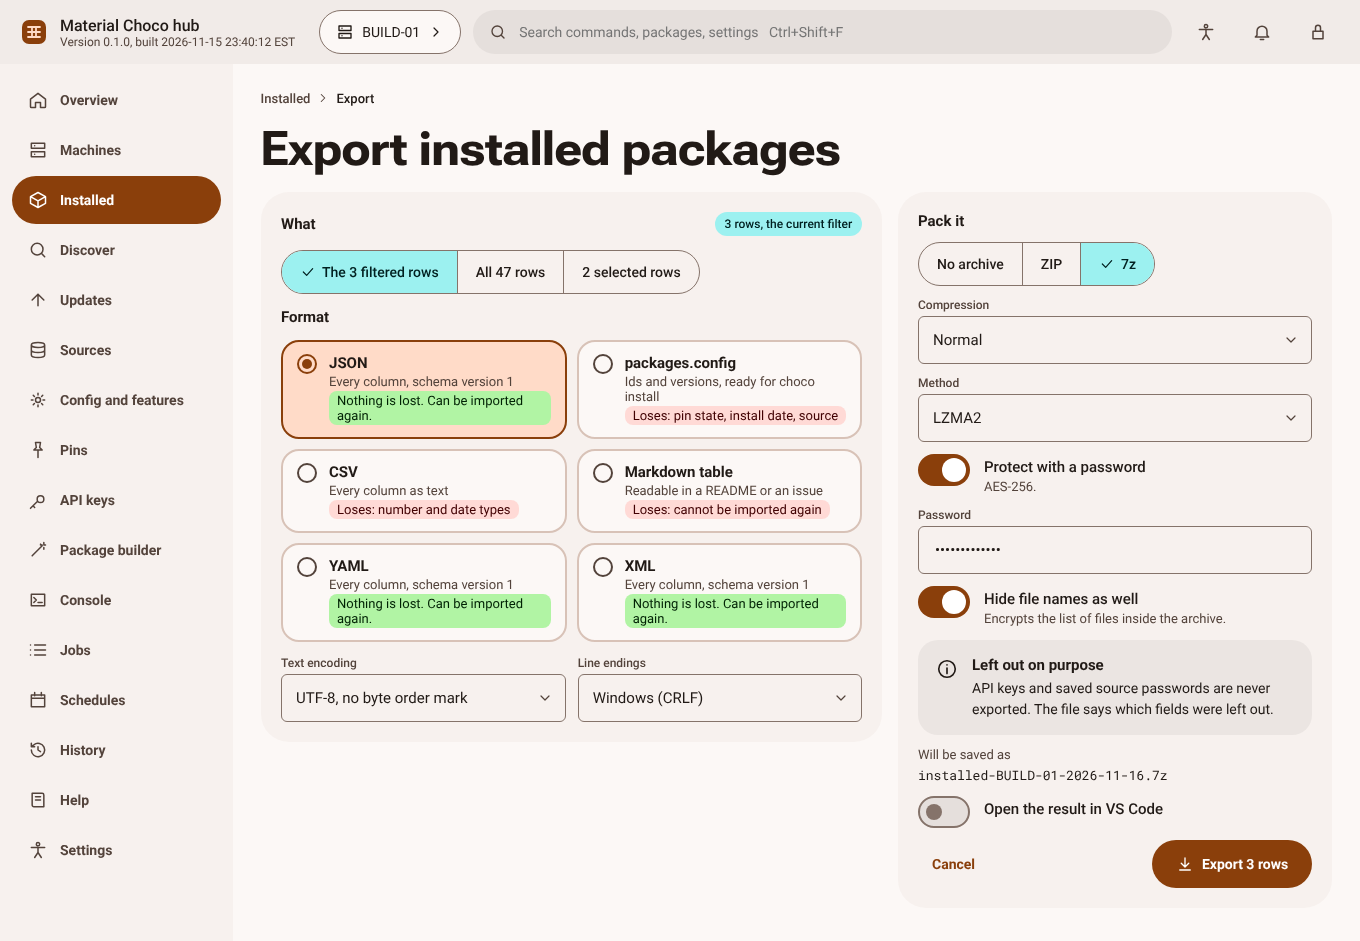 Material Choco hub
Version 0.1.0, built 2026-11-15 23:40:12 EST
BUILD-01
Search commands, packages, settings Ctrl+Shift+F
Overview
Machines
Installed
Discover
Updates
Sources
Config and features
Pins
API keys
Package builder
Console
Jobs
Schedules
History
Help
Settings
Installed
Export
Export installed packages
What
3 rows, the current filter
The 3 filtered rows
All 47 rows
2 selected rows
Format
JSON
Every column, schema version 1
Nothing is lost. Can be imported
again.
packages.config
Ids and versions, ready for choco
install
Loses: pin state, install date, source
CSV
Every column as text
Loses: number and date types
Markdown table
Readable in a README or an issue
Loses: cannot be imported again
YAML
Every column, schema version 1
Nothing is lost. Can be imported
again.
XML
Every column, schema version 1
Nothing is lost. Can be imported
again.
Text encoding
UTF-8, no byte order mark
Line endings
Windows (CRLF)
Pack it
No archive
ZIP
7z
Compression
Normal
Method
LZMA2
Protect with a password
AES-256.
Password
•••••••••••••
Hide file names as well
Encrypts the list of files inside the archive.
Left out on purpose
API keys and saved source passwords are never
exported. The file says which fields were left out.
Will be saved as
installed-BUILD-01-2026-11-16.7z
Open the result in VS Code
Cancel
Export 3 rows